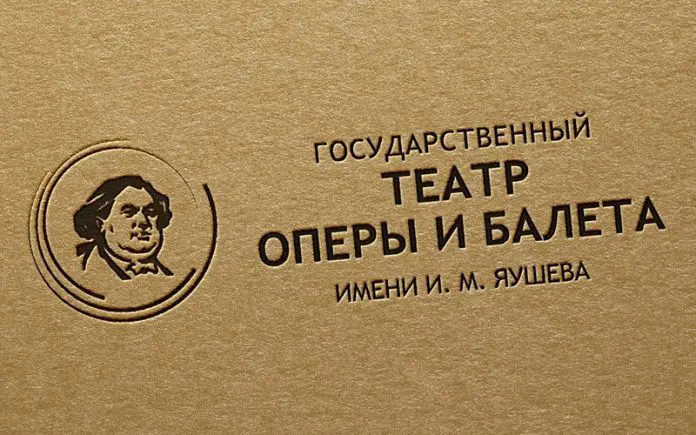 ГОСУДАРСТВЕННЫЙ
ТЕАТР
ОПЕРЫ И БАЛЕТА
ИМЕНИ И. М. ЯУШЕВА